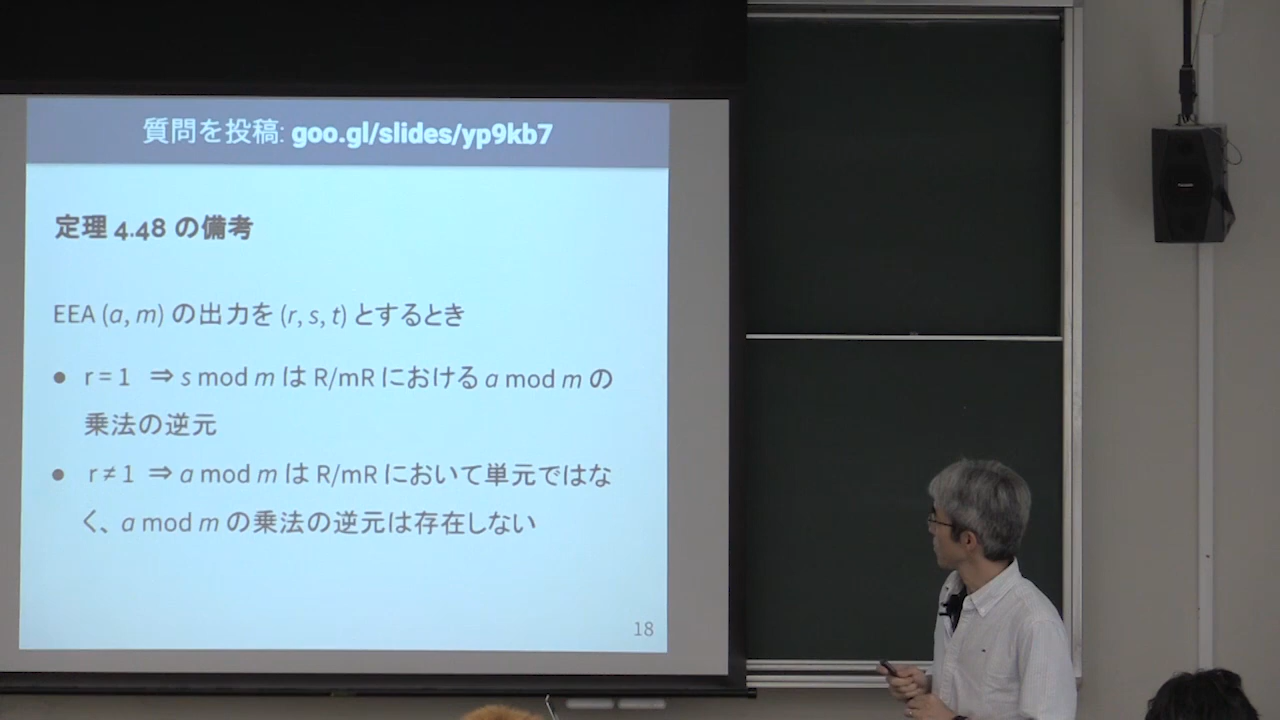 質問を投稿: goo.gl/slides/yp9kb7
定理 4.48 の備考
EEA (a, m) の出力を (r, s, t) とするとき
● r = 1 ⇒ s mod m は R/mR における a mod m の
乗法の逆元
● r ≠ 1 ⇒ a mod m は R/mR において単元ではな
く、a mod m の乗法の逆元は存在しない
18